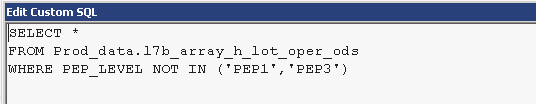 Edit Custom SQL
SELECT *
FROM Prod_data.l7b_array_h_lot_oper_ods
WHERE PEP_LEVEL NOT IN ('PEP1','PEP3')